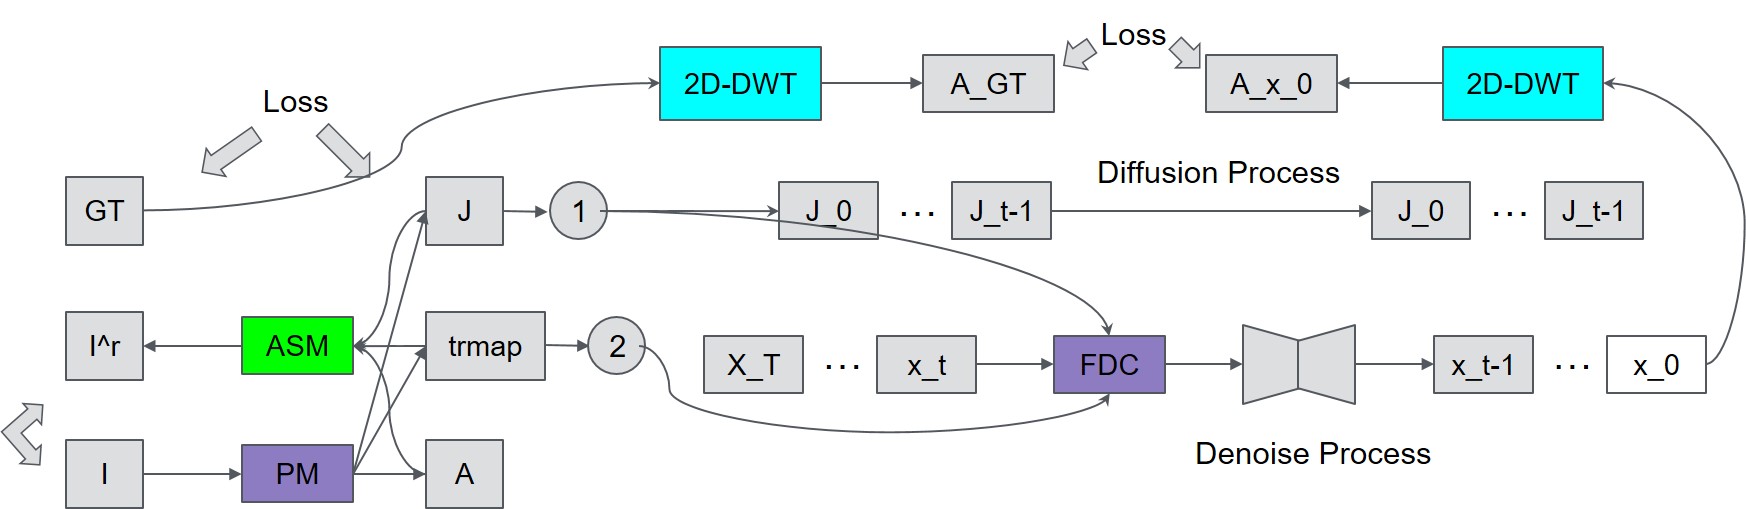 Loss
2D-DWT
A_GT
A_x_0
2D-DWT
Loss
GT
J
1
J_0
...
J_t-1
Diffusion Process
J_0
...
J_t-1
I^r
ASM
trmap
2
X_T
...
x_t
FDC
x_t-1
...
x_0
I
PM
A
Denoise Process